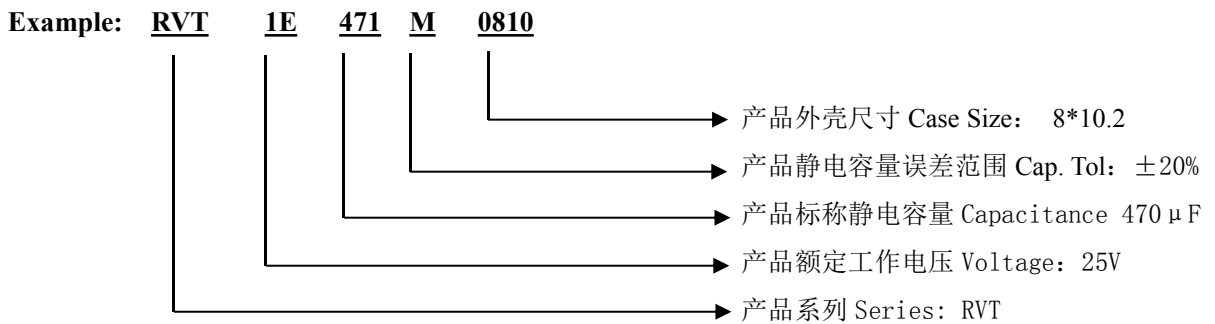 Example: RVT 1E 471 M 0810
产品外壳尺寸 Case Size： 8*10.2
产品静电容量误差范围 Cap. Tol：±20%
产品标称静电容量 Capacitance 470μF
产品额定工作电压 Voltage：25V
产品系列 Series: RVT